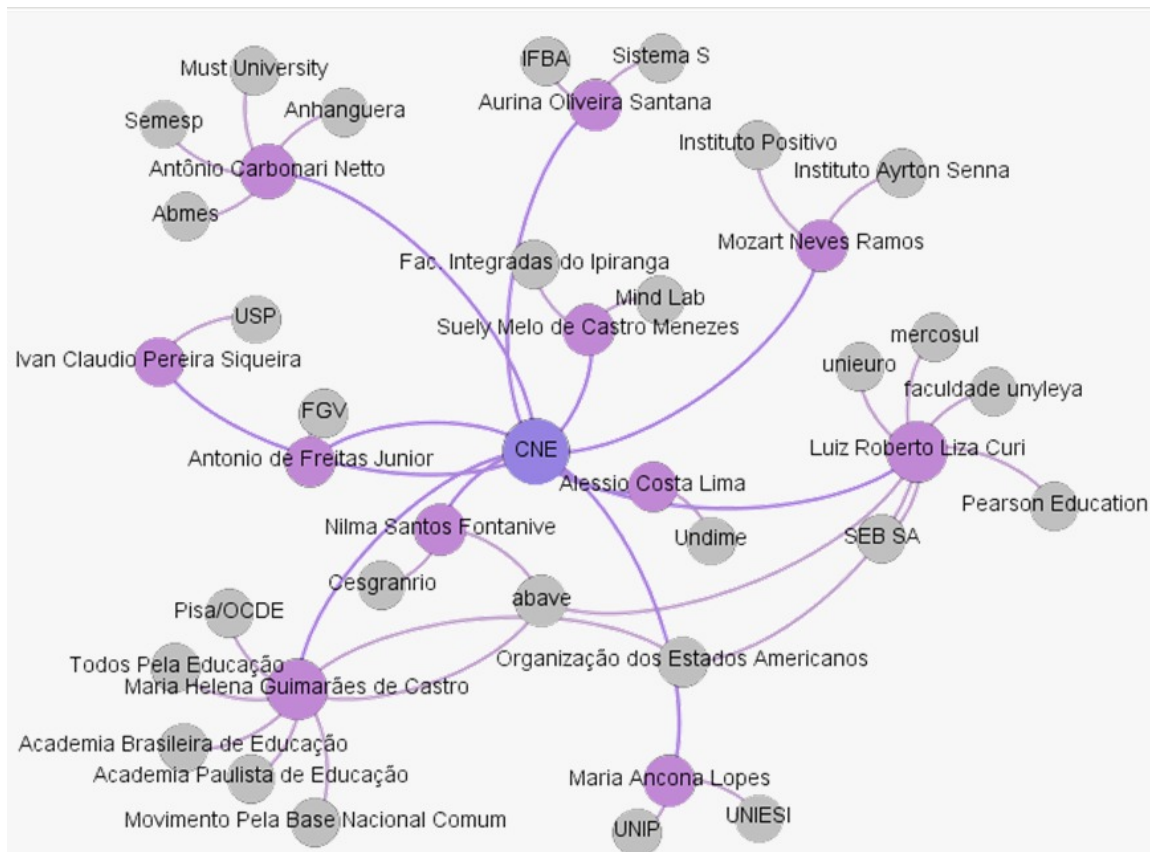 IFBA
Sistema S
Must University
Aurina Oliveira Santana
Anhanguera
Semesp
Instituto Positivo
Antônio Carbonari Netto
Instituto Ayrton Senna
Abmes
Mozart Neves Ramos
Fac. Integradas do Ipiranga
Mind Lab
USP
Suely Melo de Castro Menezes
mercosul
Ivan Claudio Pereira Siqueira
unieuro
faculdade unyleya
FGV
CNE
Luiz Roberto Liza Curi
Antonio de Freitas Junior
Alessio Costa Lima
Pearson Education
Nilma Santos Fontanive
Undime
SEB SA
Cesgranrio
abave
Pisa/OCDE
Organização dos Estados Americanos
Todos Pela Educação
Maria Helena Guimarães de Castro
Academia Brasileira de Educação
Academia Paulista de Educação
Maria Ancona Lopes
Movimento Pela Base Nacional Comum
UNIESI
UNIP